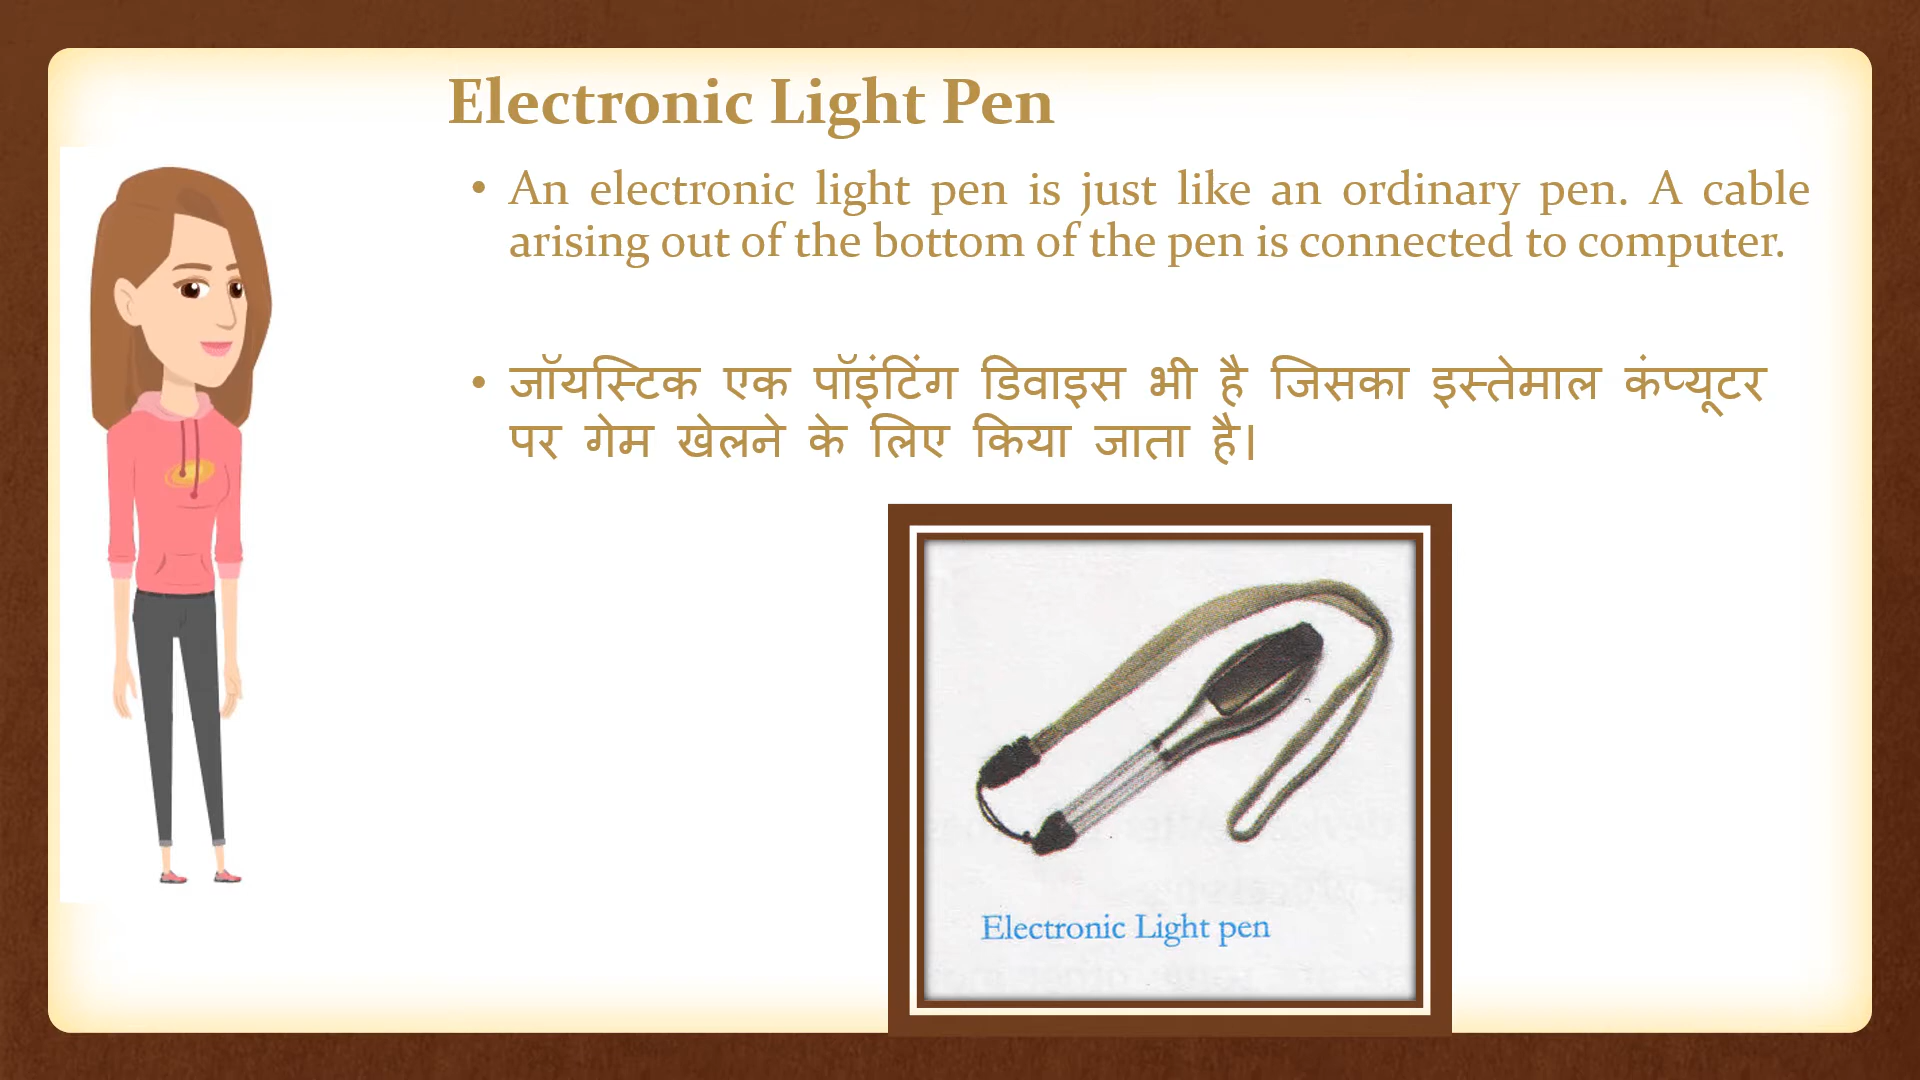 Electronic Light Pen
• An electronic light pen is just like an ordinary pen. A cable
arising out of the bottom of the pen is connected to computer.
• जॉयस्टिक एक पॉइंटिंग डिवाइस भी है जिसका इस्तेमाल कंप्यूटर
पर गेम खेलने के लिए किया जाता है।
Electronic Light pen